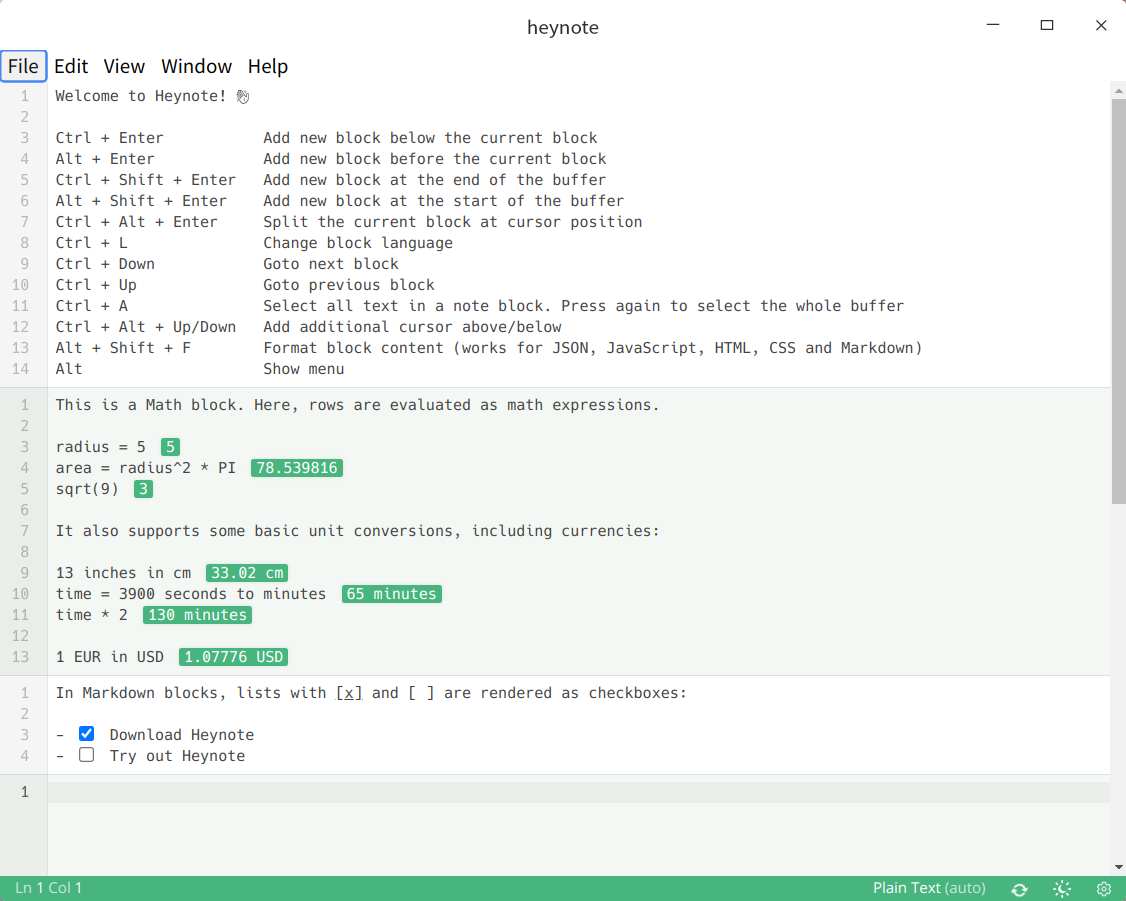 heynote
File Edit View Window Help
1 Welcome to Heynote! 👋
2
3 Ctrl + Enter Add new block below the current block
4 Alt + Enter Add new block before the current block
5 Ctrl + Shift + Enter Add new block at the end of the buffer
6 Alt + Shift + Enter Add new block at the start of the buffer
7 Ctrl + Alt + Enter Split the current block at cursor position
8 Ctrl + L Change block language
9 Ctrl + Down Goto next block
10 Ctrl + Up Goto previous block
11 Ctrl + A Select all text in a note block. Press again to select the whole buffer
12 Ctrl + Alt + Up/Down Add additional cursor above/below
13 Alt + Shift + F Format block content (works for JSON, JavaScript, HTML, CSS and Markdown)
14 Alt Show menu
1 This is a Math block. Here, rows are evaluated as math expressions.
2
3 radius = 5 5
4 area = radius^2 * PI 78.539816
5 sqrt(9) 3
6
7 It also supports some basic unit conversions, including currencies:
8
9 13 inches in cm 33.02 cm
10 time = 3900 seconds to minutes 65 minutes
11 time * 2 130 minutes
12
13 1 EUR in USD 1.07776 USD
1 In Markdown blocks, lists with [x] and [ ] are rendered as checkboxes:
2
3 - Download Heynote
4 - Try out Heynote
1
Ln 1 Col 1 Plain Text (auto)